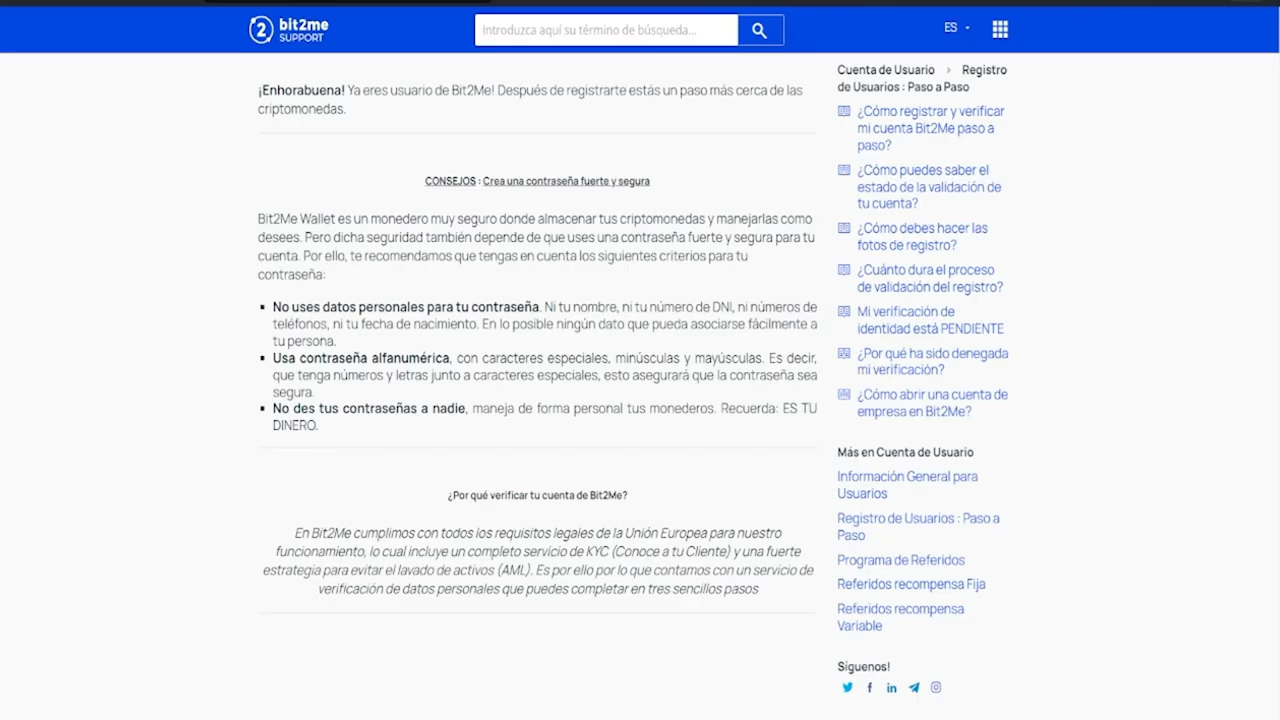 bit2me
SUPPORT
Introduzca aquí su término de búsqueda...
ES
¡Enhorabuena! Ya eres usuario de Bit2Me! Después de registrarte estás un paso más cerca de las
criptomonedas.
CONSEJOS : Crea una contraseña fuerte y segura
Bit2Me Wallet es un monedero muy seguro donde almacenar tus criptomonedas y manejarlas como
desees. Pero dicha seguridad también depende de que uses una contraseña fuerte y segura para tu
cuenta. Por ello, te recomendamos que tengas en cuenta los siguientes criterios para tu
contraseña:
▪ No uses datos personales para tu contraseña. Ni tu nombre, ni tu número de DNI, ni números de
teléfonos, ni tu fecha de nacimiento. En lo posible ningún dato que pueda asociarse fácilmente a
tu persona.
▪ Usa contraseña alfanumérica, con caracteres especiales, minúsculas y mayúsculas. Es decir,
que tenga números y letras junto a caracteres especiales, esto asegurará que la contraseña sea
segura.
▪ No des tus contraseñas a nadie, maneja de forma personal tus monederos. Recuerda: ES TU
DINERO.
¿Por qué verificar tu cuenta de Bit2Me?
En Bit2Me cumplimos con todos los requisitos legales de la Unión Europea para nuestro
funcionamiento, lo cual incluye un completo servicio de KYC (Conoce a tu Cliente) y una fuerte
estrategia para evitar el lavado de activos (AML). Es por ello por lo que contamos con un servicio de
verificación de datos personales que puedes completar en tres sencillos pasos
Cuenta de Usuario > Registro
de Usuarios : Paso a Paso
¿Cómo registrar y verificar
mi cuenta Bit2Me paso a
paso?
¿Cómo puedes saber el
estado de la validación de
tu cuenta?
¿Cómo debes hacer las
fotos de registro?
¿Cuánto dura el proceso
de validación del registro?
Mi verificación de
identidad está PENDIENTE
¿Por qué ha sido denegada
mi verificación?
¿Cómo abrir una cuenta de
empresa en Bit2Me?
Más en Cuenta de Usuario
Información General para
Usuarios
Registro de Usuarios : Paso a
Paso
Programa de Referidos
Referidos recompensa Fija
Referidos recompensa
Variable
Síguenos!